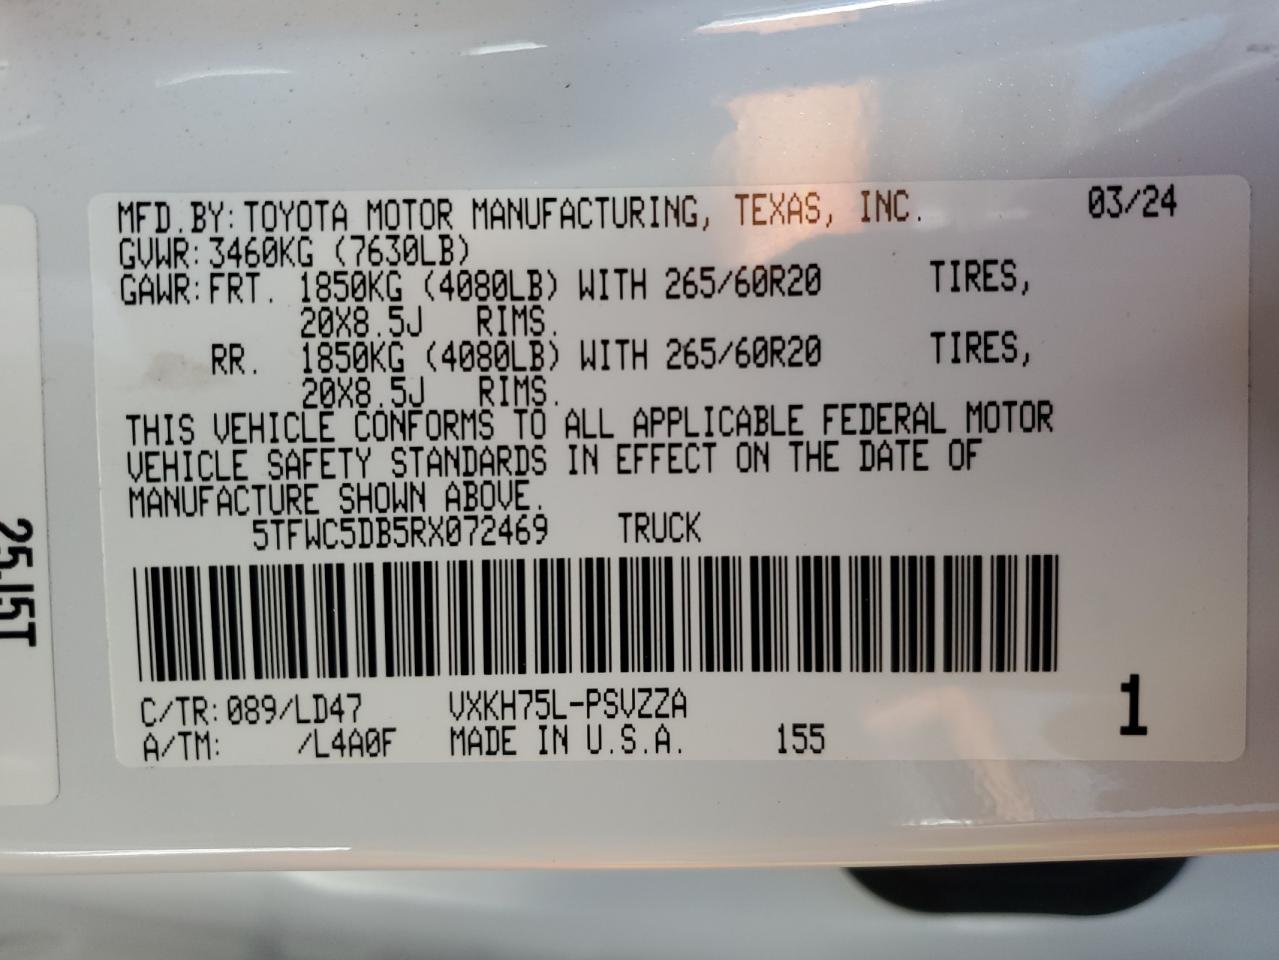 MFD.BY:TOYOTA MOTOR MANUFACTURING, TEXAS, INC. 03/24
GVWR:3460KG (7630LB)
GAWR:FRT. 1850KG (4080LB) WITH 265/60R20 TIRES,
20X8.5J RIMS.
RR. 1850KG (4080LB) WITH 265/60R20 TIRES,
20X8.5J RIMS.
THIS VEHICLE CONFORMS TO ALL APPLICABLE FEDERAL MOTOR
VEHICLE SAFETY STANDARDS IN EFFECT ON THE DATE OF
MANUFACTURE SHOWN ABOVE.
5TFWC5DB5RX072469 TRUCK
C/TR:089/LD47 VXKH75L-PSVZZA
A/TM: /L4A0F MADE IN U.S.A. 155
1
25J5T